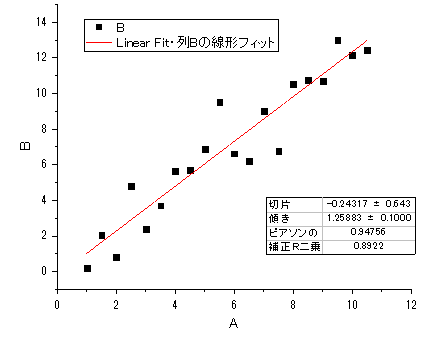 14
12
10
8
6
4
2
0
B
B
Linear Fit・列Bの線形フィット
切片 -0.24317 ± 0.643
傾き 1.25883 ± 0.1000
ピアソンの 0.94756
補正R二乗 0.8922
0 2 4 6 8 10 12
A